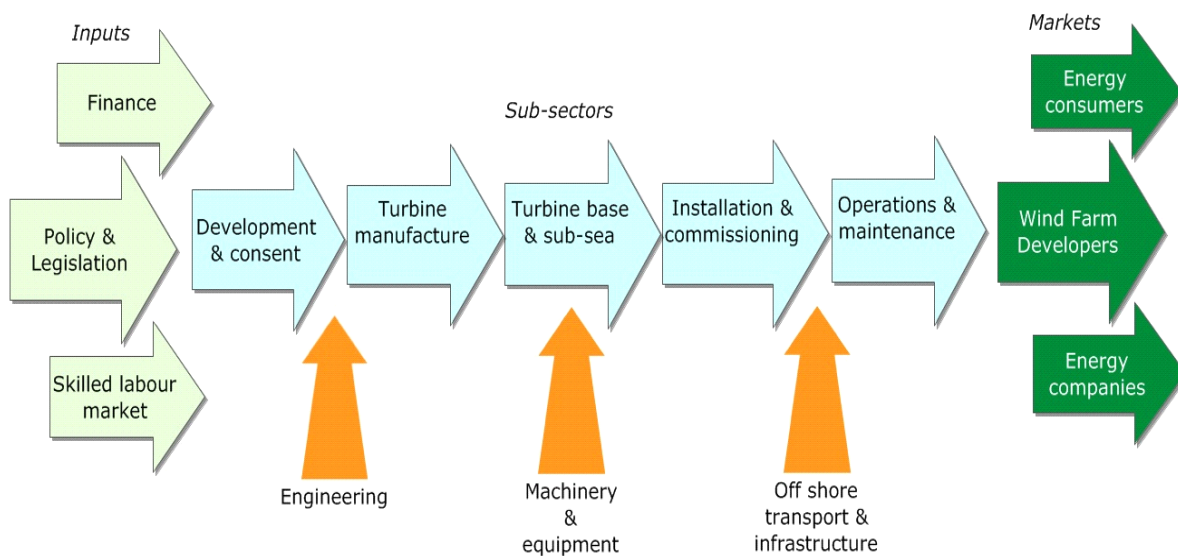 Inputs
Finance
Policy &
Legislation
Skilled labour
market
Sub-sectors
Development
& consent
Turbine
manufacture
Turbine base
& sub-sea
Installation &
commissioning
Operations &
maintenance
Engineering
Machinery
&
equipment
Off shore
transport &
infrastructure
Markets
Energy
consumers
Wind Farm
Developers
Energy
companies